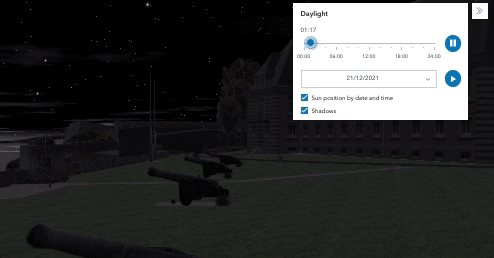 Daylight
01:17
00:00 06:00 12:00 18:00 24:00
21/12/2021
Sun position by date and time
Shadows